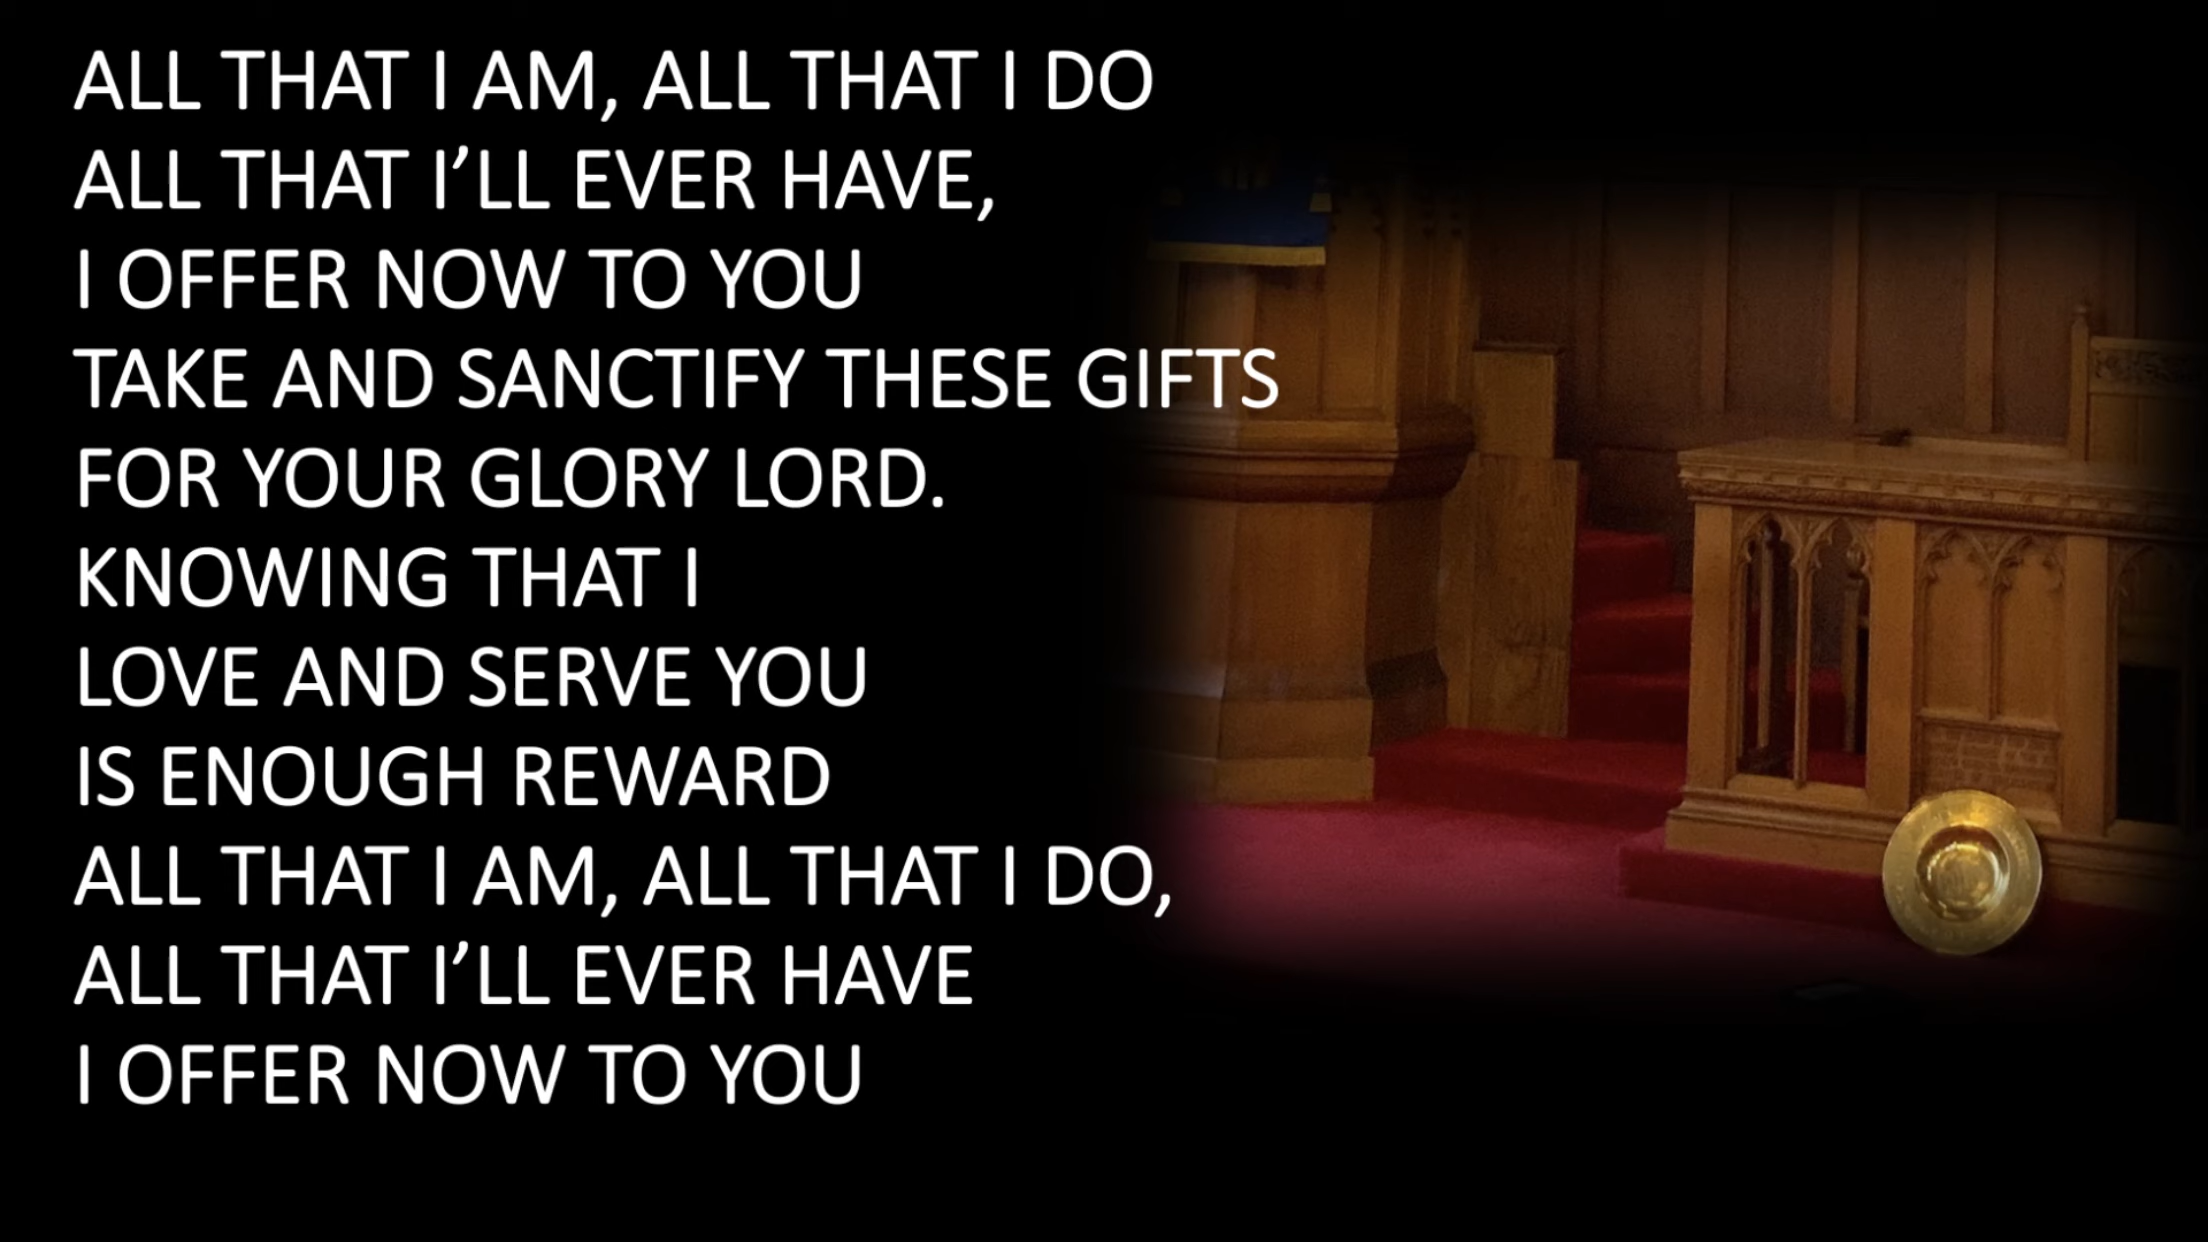 ALL THAT I AM, ALL THAT I DO
ALL THAT I’LL EVER HAVE,
I OFFER NOW TO YOU
TAKE AND SANCTIFY THESE GIFTS
FOR YOUR GLORY LORD.
KNOWING THAT I
LOVE AND SERVE YOU
IS ENOUGH REWARD
ALL THAT I AM, ALL THAT I DO,
ALL THAT I’LL EVER HAVE
I OFFER NOW TO YOU